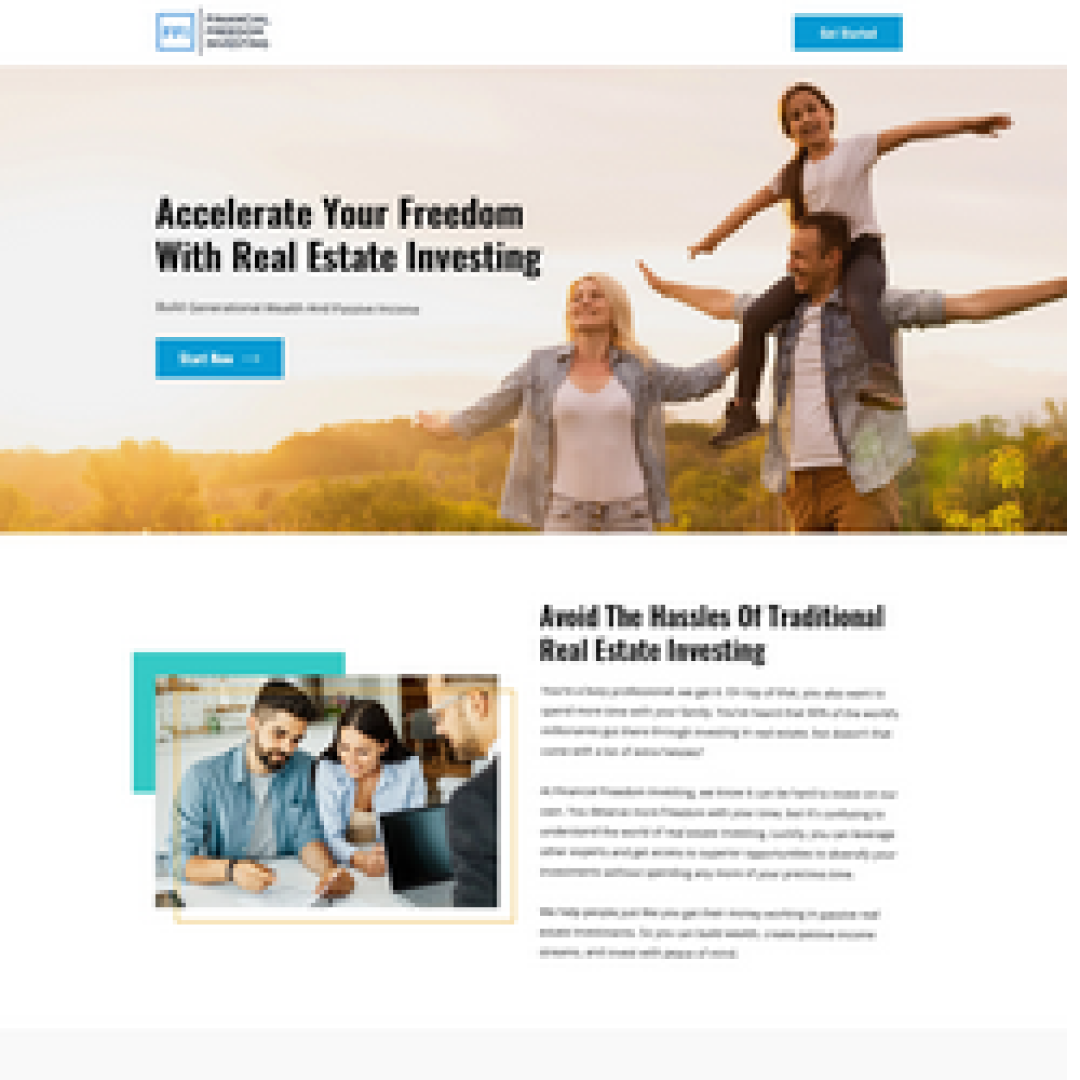 FFI
FINANCIAL
FREEDOM
INVESTING
Get Started
Accelerate Your Freedom
With Real Estate Investing
Build Generational Wealth And Passive Income
Start Now →
Avoid The Hassles Of Traditional
Real Estate Investing
You're a busy professional, we get it. On top of that, you also want to
spend more time with your family. You've heard that 90% of the world's
millionaires got there through investing in real estate, but doesn't that
come with a lot of extra hassles?
At Financial Freedom Investing, we know it can be hard to invest on our
own. You deserve more freedom with your time, but it's confusing to
understand the world of real estate investing. Luckily, you can leverage
other experts and get access to superior opportunities to diversify your
investments without spending any more of your precious time.
We help people just like you get their money working in passive real
estate investments. So you can build wealth, create passive income
streams, and invest with peace of mind.